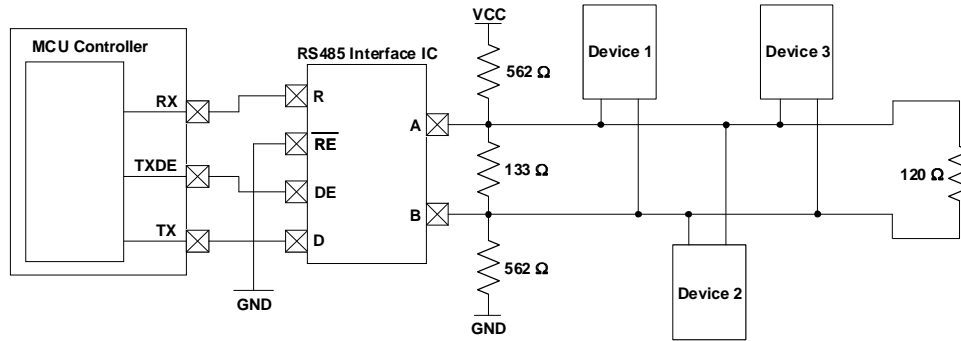 MCU Controller
RX
TXDE
TX
RS485 Interface IC
R
RE
DE
D
A
B
GND
VCC
562 Ω
133 Ω
562 Ω
GND
Device 1
Device 3
Device 2
120 Ω